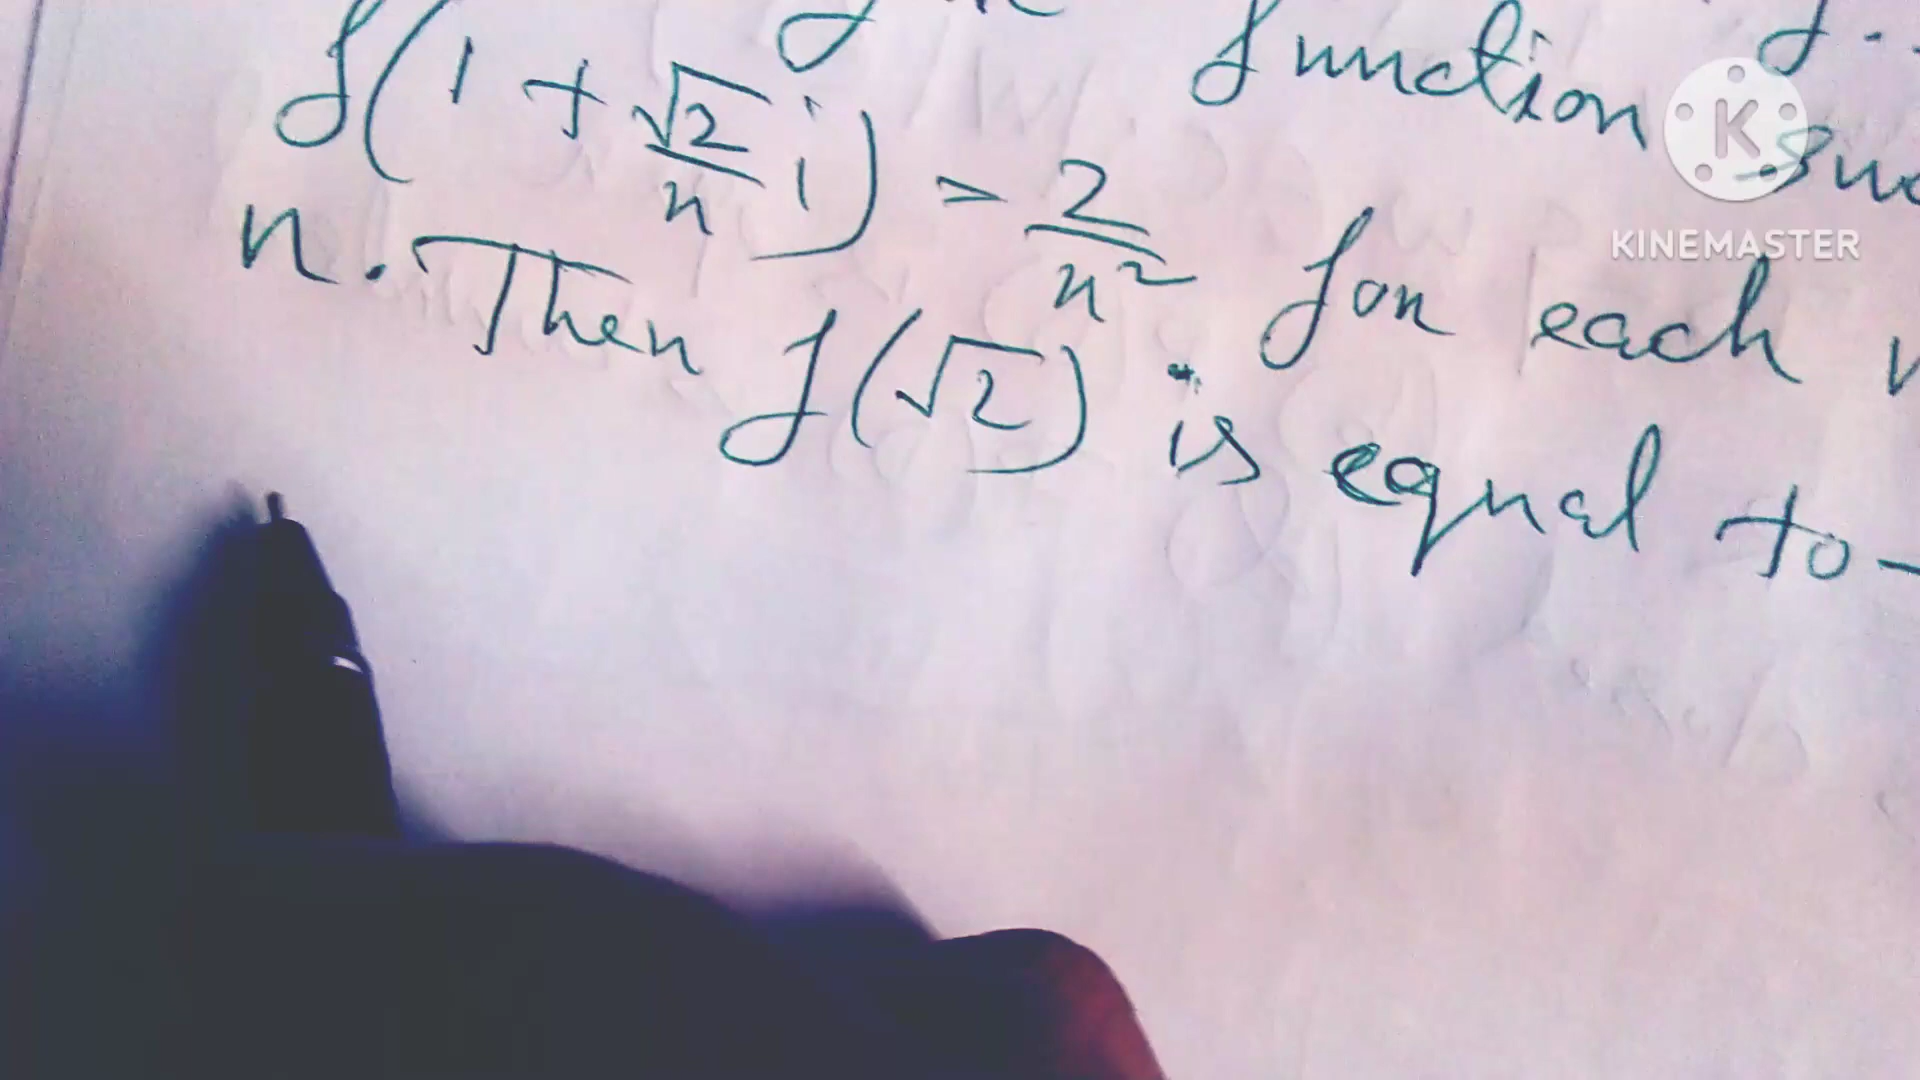 function
f(1 + √2/n i) = 2/n² for each
n. Then f(√2) is equal to -
KINEMASTER